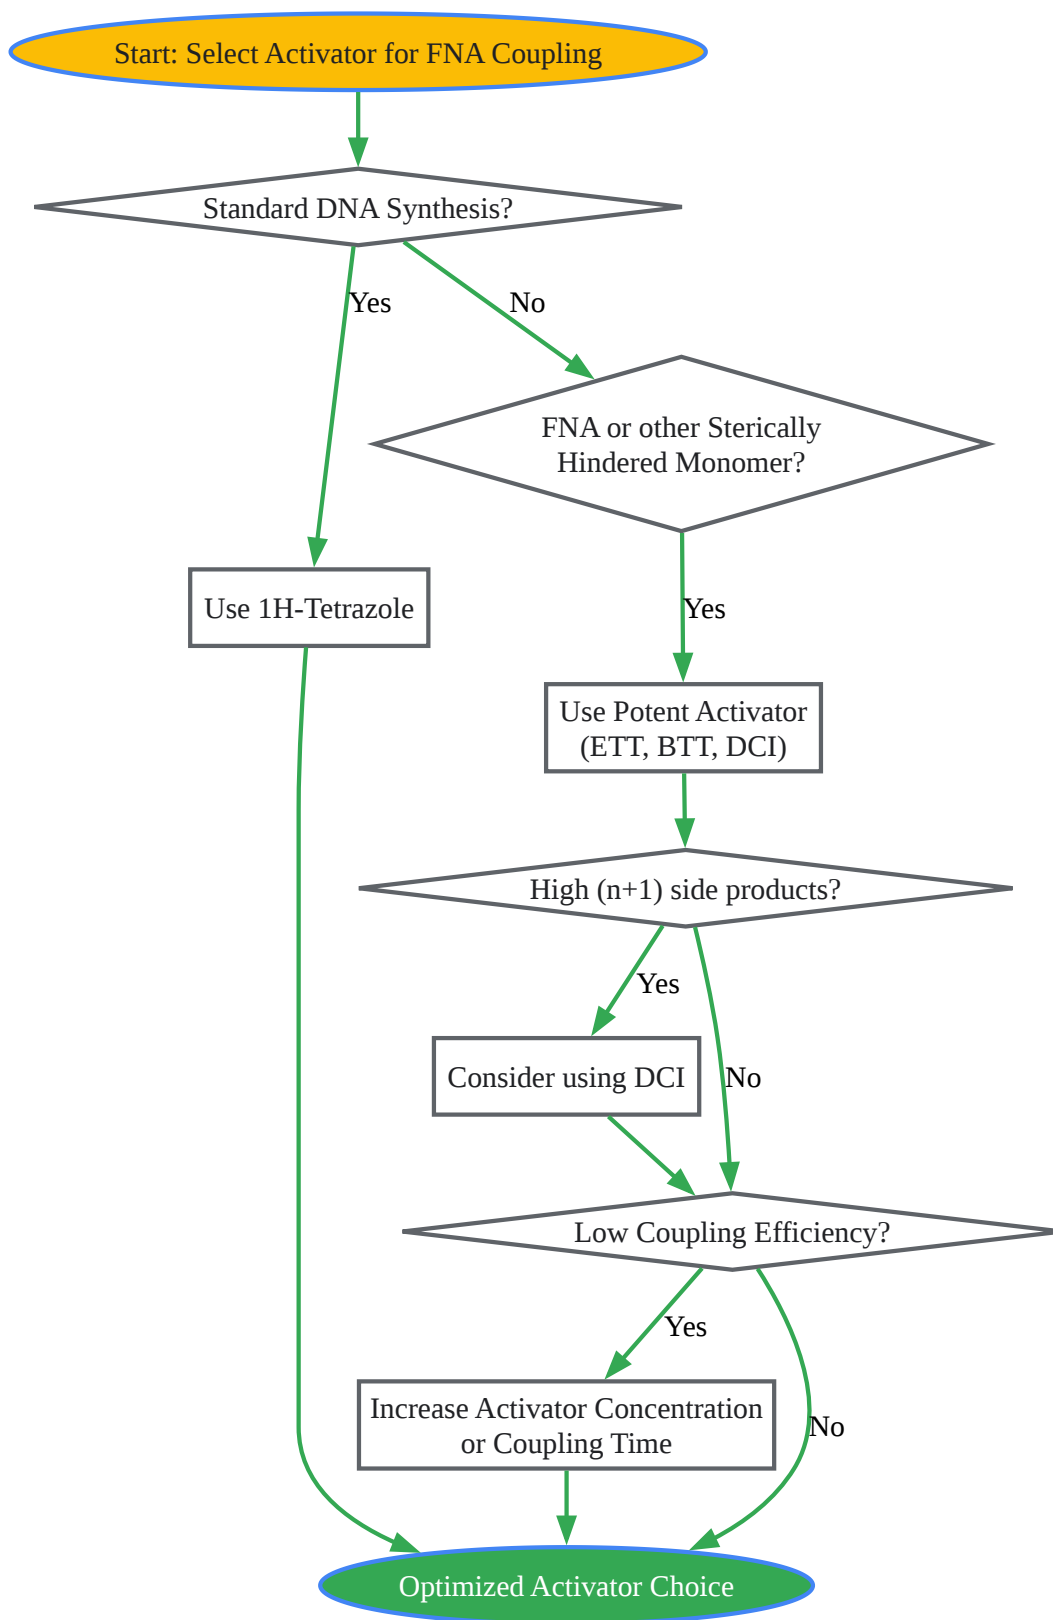 Start: Select Activator for FNA Coupling
Standard DNA Synthesis?
Yes
No
FNA or other Sterically
Hindered Monomer?
Use 1H-Tetrazole
Yes
Use Potent Activator
(ETT, BTT, DCI)
High (n+1) side products?
Yes
Consider using DCI
No
Low Coupling Efficiency?
Yes
Increase Activator Concentration
or Coupling Time
No
Optimized Activator Choice